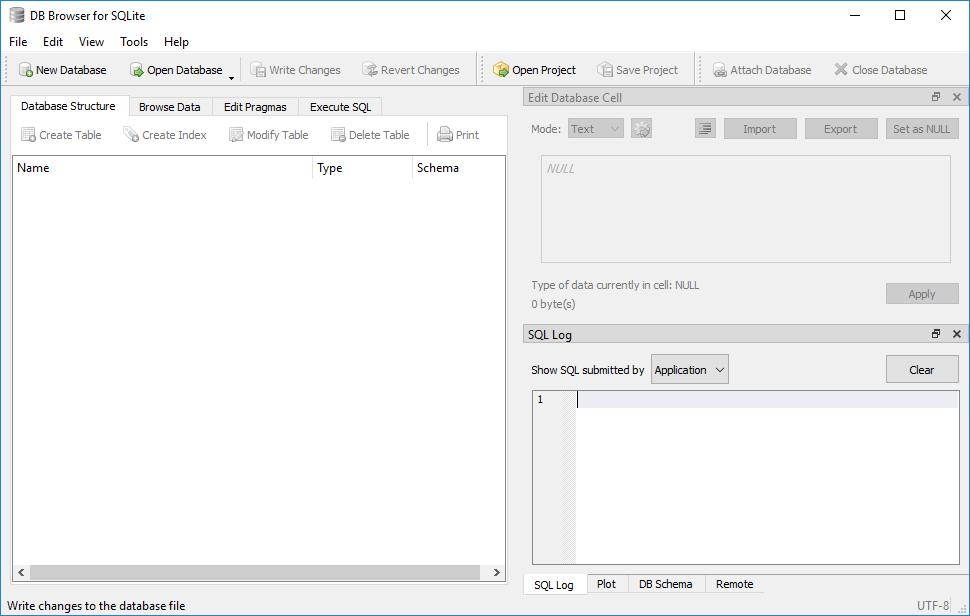 DB Browser for SQLite
File Edit View Tools Help
New Database Open Database Write Changes Revert Changes Open Project Save Project Attach Database Close Database
Database Structure Browse Data Edit Pragmas Execute SQL
Create Table Create Index Modify Table Delete Table Print
Name Type Schema
Edit Database Cell
Mode: Text Import Export Set as NULL
NULL
Type of data currently in cell: NULL
0 byte(s)
Apply
SQL Log
Show SQL submitted by Application Clear
1
SQL Log Plot DB Schema Remote
Write changes to the database file UTF-8